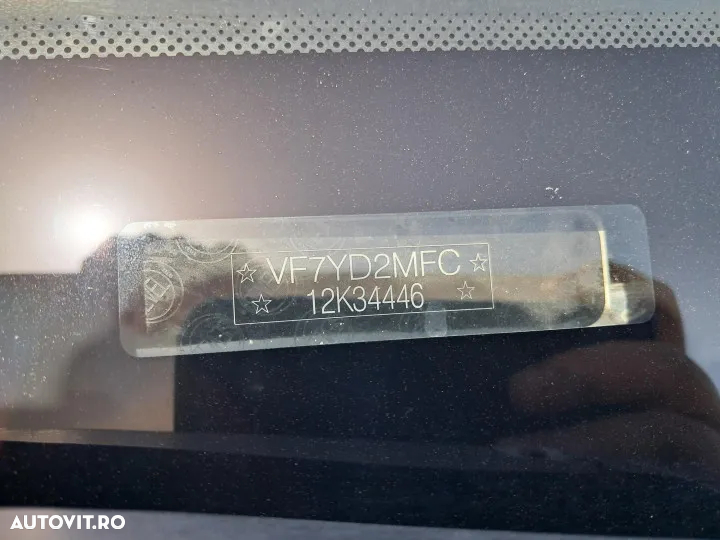 ☆ VF7YD2MFC ☆
☆ 12K34446 ☆
AUTOVIT.RO